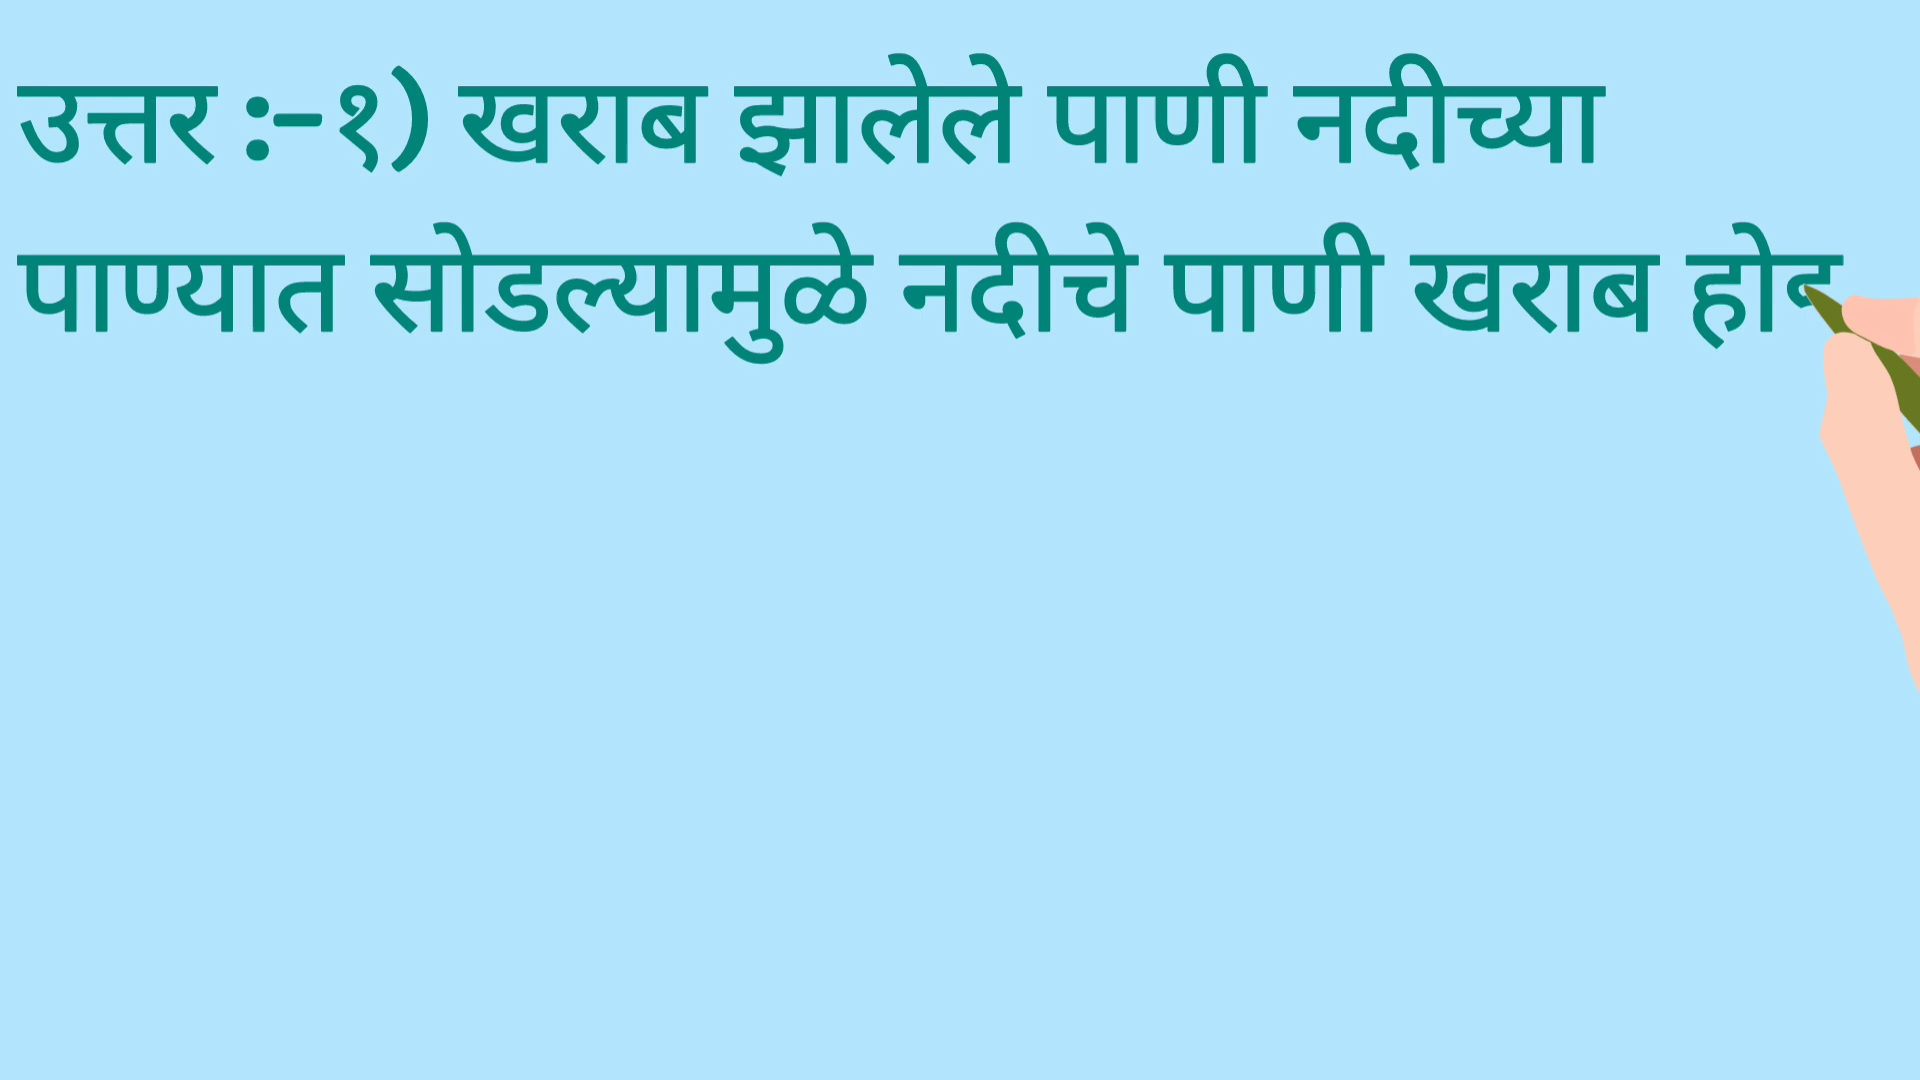 उत्तर :-१) खराब झालेले पाणी नदीच्या
पाण्यात सोडल्यामुळे नदीचे पाणी खराब